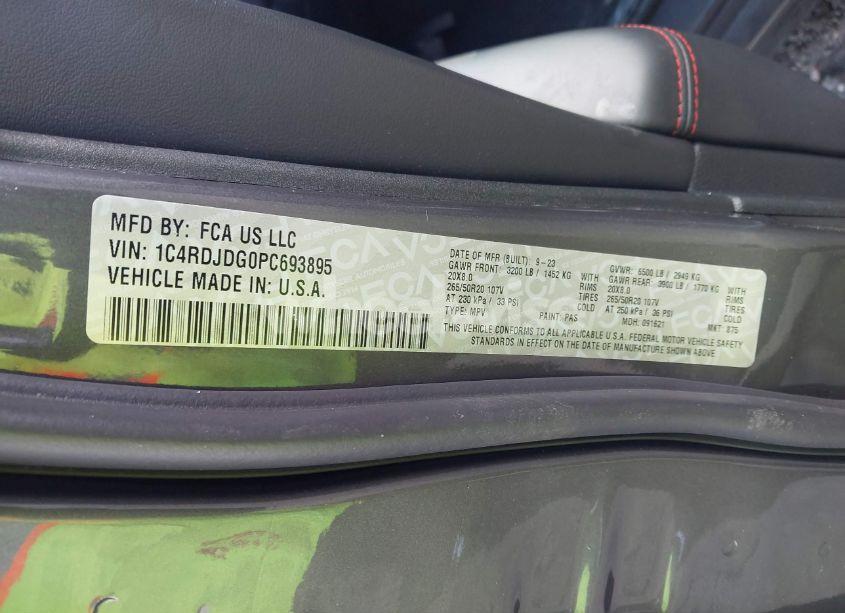 MFD BY: FCA US LLC
VIN: 1C4RDJDG0PC693895
VEHICLE MADE IN: U.S.A.
DATE OF MFR (BUILT): 9-23 GVWR: 6500 LB / 2949 KG
GAWR FRONT: 3200 LB / 1452 KG WITH GAWR REAR: 3900 LB / 1770 KG WITH
20X8.0 RIMS 20X8.0 RIMS
265/50R20 107V TIRES 265/50R20 107V TIRES
AT 230 kPa / 33 PSI COLD AT 250 kPa / 36 PSI COLD
TYPE: MPV PAINT: PAS MDH: 091621 MKT: 875
THIS VEHICLE CONFORMS TO ALL APPLICABLE U.S.A. FEDERAL MOTOR VEHICLE SAFETY
STANDARDS IN EFFECT ON THE DATE OF MANUFACTURE SHOWN ABOVE